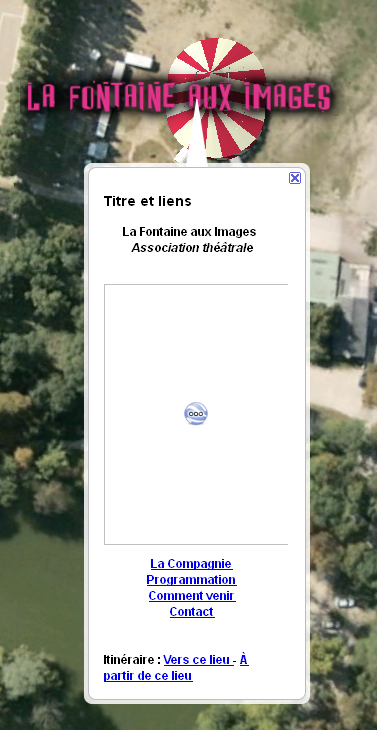 LA FONTAINE AUX IMAGES
Titre et liens
La Fontaine aux Images
Association théâtrale
La Compagnie
Programmation
Comment venir
Contact
Itinéraire : Vers ce lieu - À
partir de ce lieu